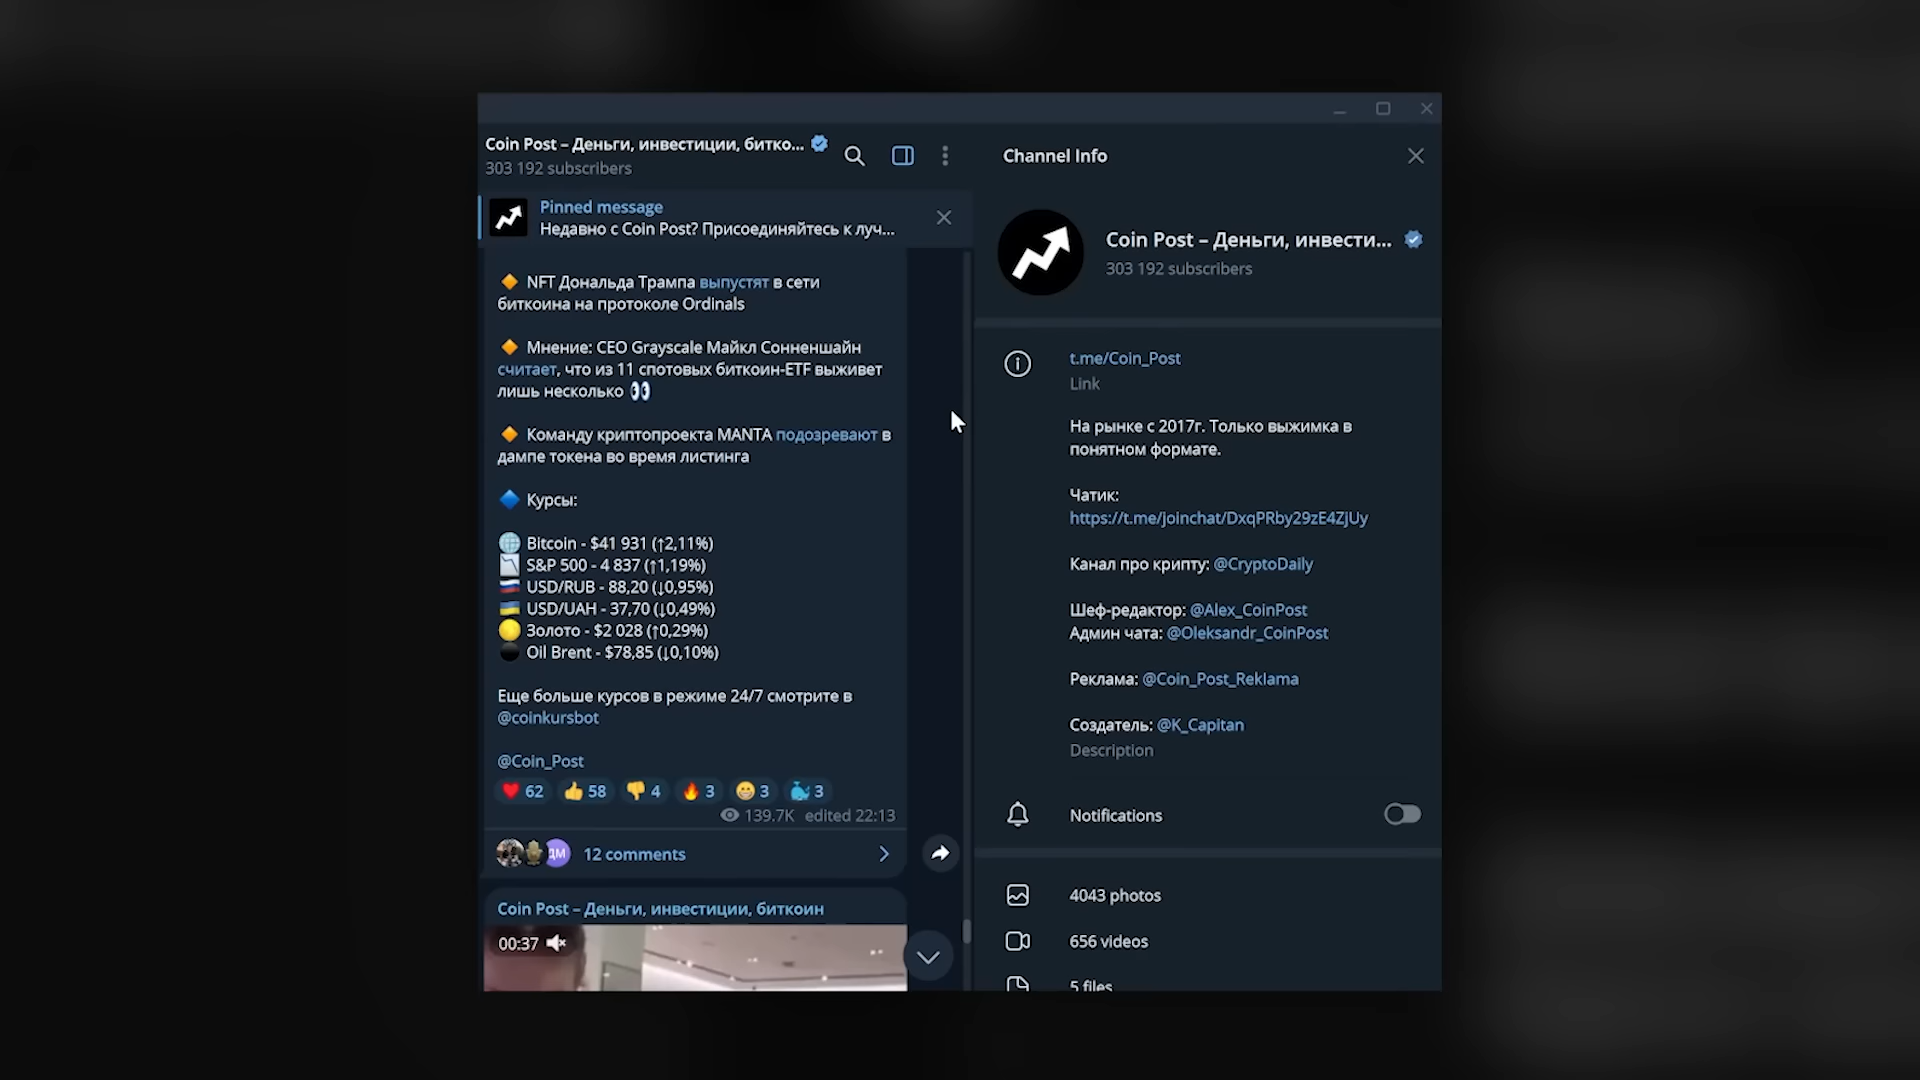 Coin Post – Деньги, инвестиции, битко...
303 192 subscribers
Pinned message
Недавно с Coin Post? Присоединяйтесь к луч...
NFT Дональда Трампа выпустят в сети
биткоина на протоколе Ordinals
Мнение: CEO Grayscale Майкл Сонненшайн
считает, что из 11 спотовых биткоин-ETF выживет
лишь несколько 👀
Команду криптопроекта MANTA подозревают в
дампе токена во время листинга
Курсы:
Bitcoin - $41 931 (↑2,11%)
S&P 500 - 4 837 (↑1,19%)
USD/RUB - 88,20 (↓0,95%)
USD/UAH - 37,70 (↓0,49%)
Золото - $2 028 (↑0,29%)
Oil Brent - $78,85 (↓0,10%)
Еще больше курсов в режиме 24/7 смотрите в
@coinkursbot
@Coin_Post
62 58 4 3 3 3
139.7K edited 22:13
ДМ 12 comments
Coin Post – Деньги, инвестиции, биткоин
00:37
Channel Info
Coin Post – Деньги, инвести...
303 192 subscribers
t.me/Coin_Post
Link
На рынке с 2017г. Только выжимка в
понятном формате.
Чатик:
https://t.me/joinchat/DxqPRby29zE4ZjUy
Канал про крипту: @CryptoDaily
Шеф-редактор: @Alex_CoinPost
Админ чата: @Oleksandr_CoinPost
Реклама: @Coin_Post_Reklama
Создатель: @K_Capitan
Description
Notifications
4043 photos
656 videos
5 files